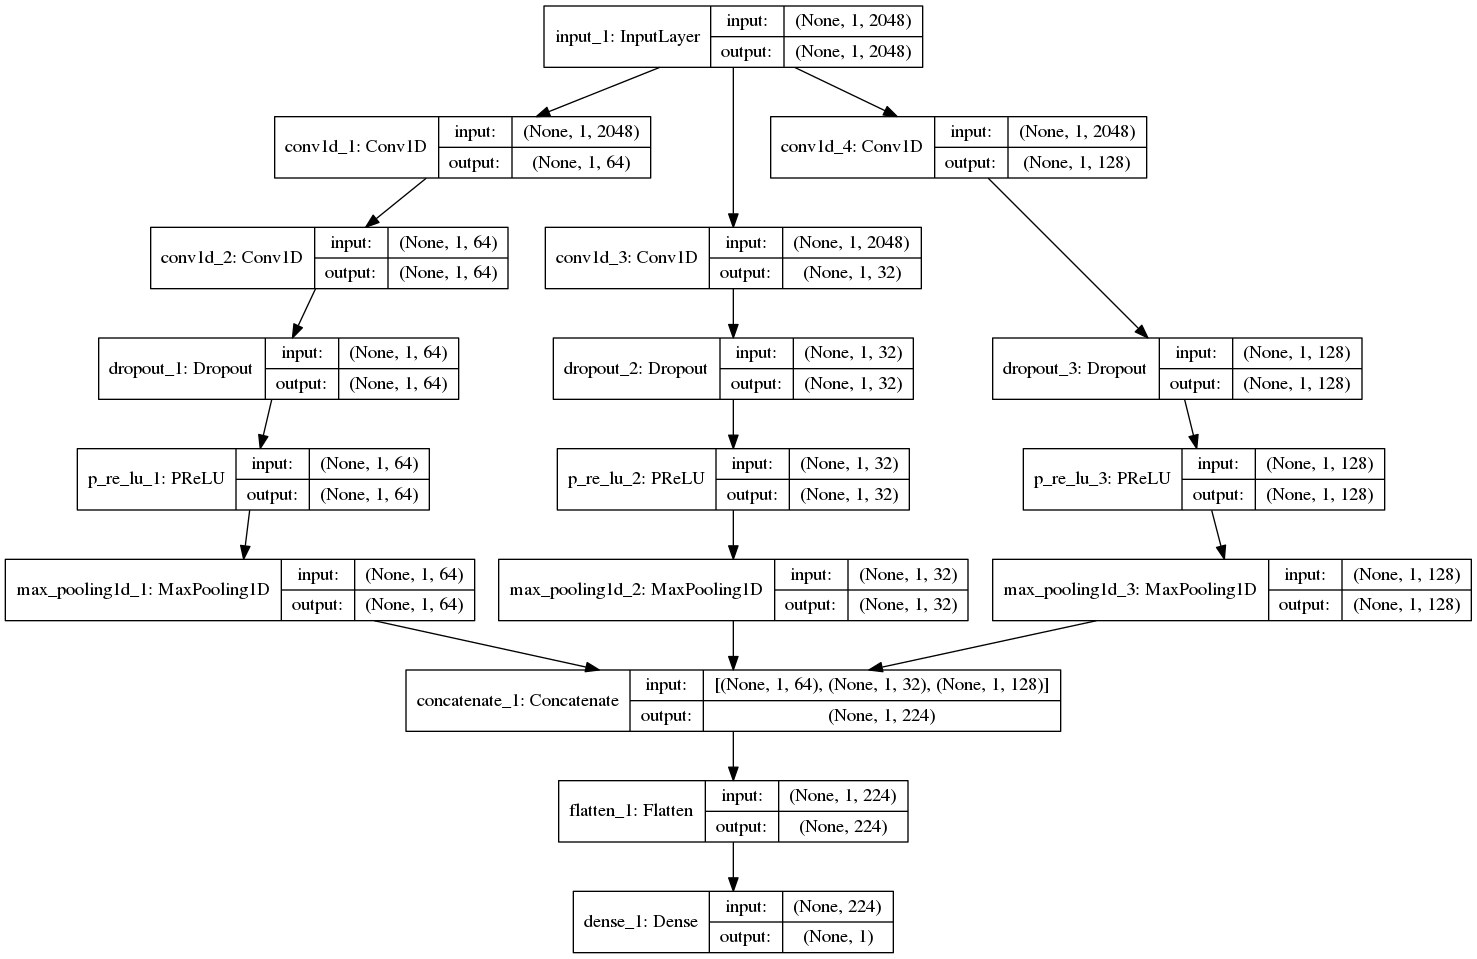 input_1: InputLayer
input: (None, 1, 2048)
output: (None, 1, 2048)
conv1d_1: Conv1D
input: (None, 1, 2048)
output: (None, 1, 64)
conv1d_4: Conv1D
input: (None, 1, 2048)
output: (None, 1, 128)
conv1d_2: Conv1D
input: (None, 1, 64)
output: (None, 1, 64)
conv1d_3: Conv1D
input: (None, 1, 2048)
output: (None, 1, 32)
dropout_1: Dropout
input: (None, 1, 64)
output: (None, 1, 64)
dropout_2: Dropout
input: (None, 1, 32)
output: (None, 1, 32)
dropout_3: Dropout
input: (None, 1, 128)
output: (None, 1, 128)
p_re_lu_1: PReLU
input: (None, 1, 64)
output: (None, 1, 64)
p_re_lu_2: PReLU
input: (None, 1, 32)
output: (None, 1, 32)
p_re_lu_3: PReLU
input: (None, 1, 128)
output: (None, 1, 128)
max_pooling1d_1: MaxPooling1D
input: (None, 1, 64)
output: (None, 1, 64)
max_pooling1d_2: MaxPooling1D
input: (None, 1, 32)
output: (None, 1, 32)
max_pooling1d_3: MaxPooling1D
input: (None, 1, 128)
output: (None, 1, 128)
concatenate_1: Concatenate
input: [(None, 1, 64), (None, 1, 32), (None, 1, 128)]
output: (None, 1, 224)
flatten_1: Flatten
input: (None, 1, 224)
output: (None, 224)
dense_1: Dense
input: (None, 224)
output: (None, 1)